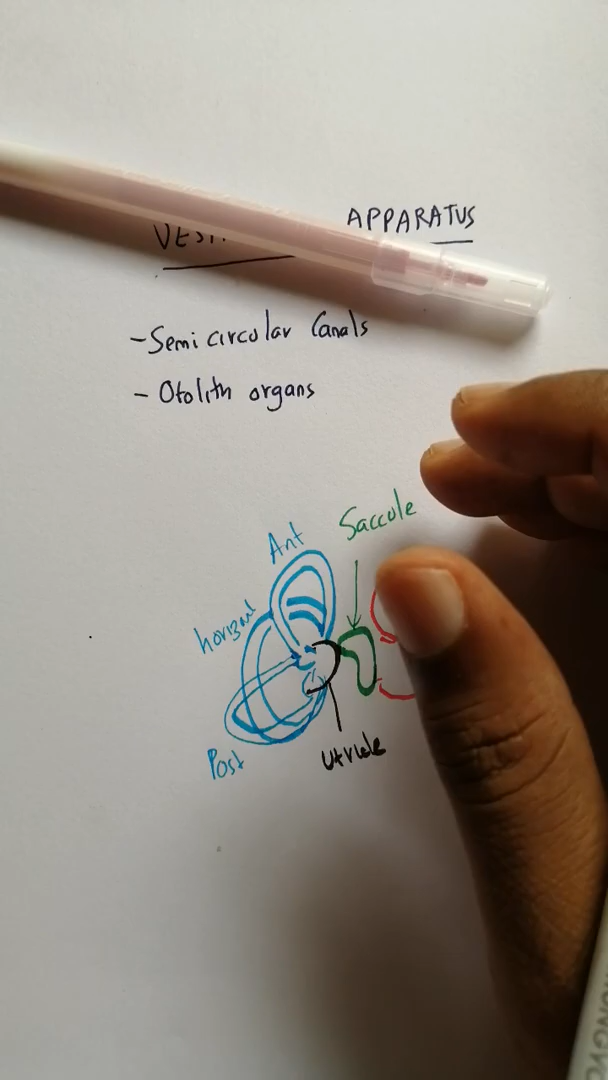 APPARATUS
- Semi circular Canals
- Otolith organs
Saccule
Ant
horizontal
Utricle
Post